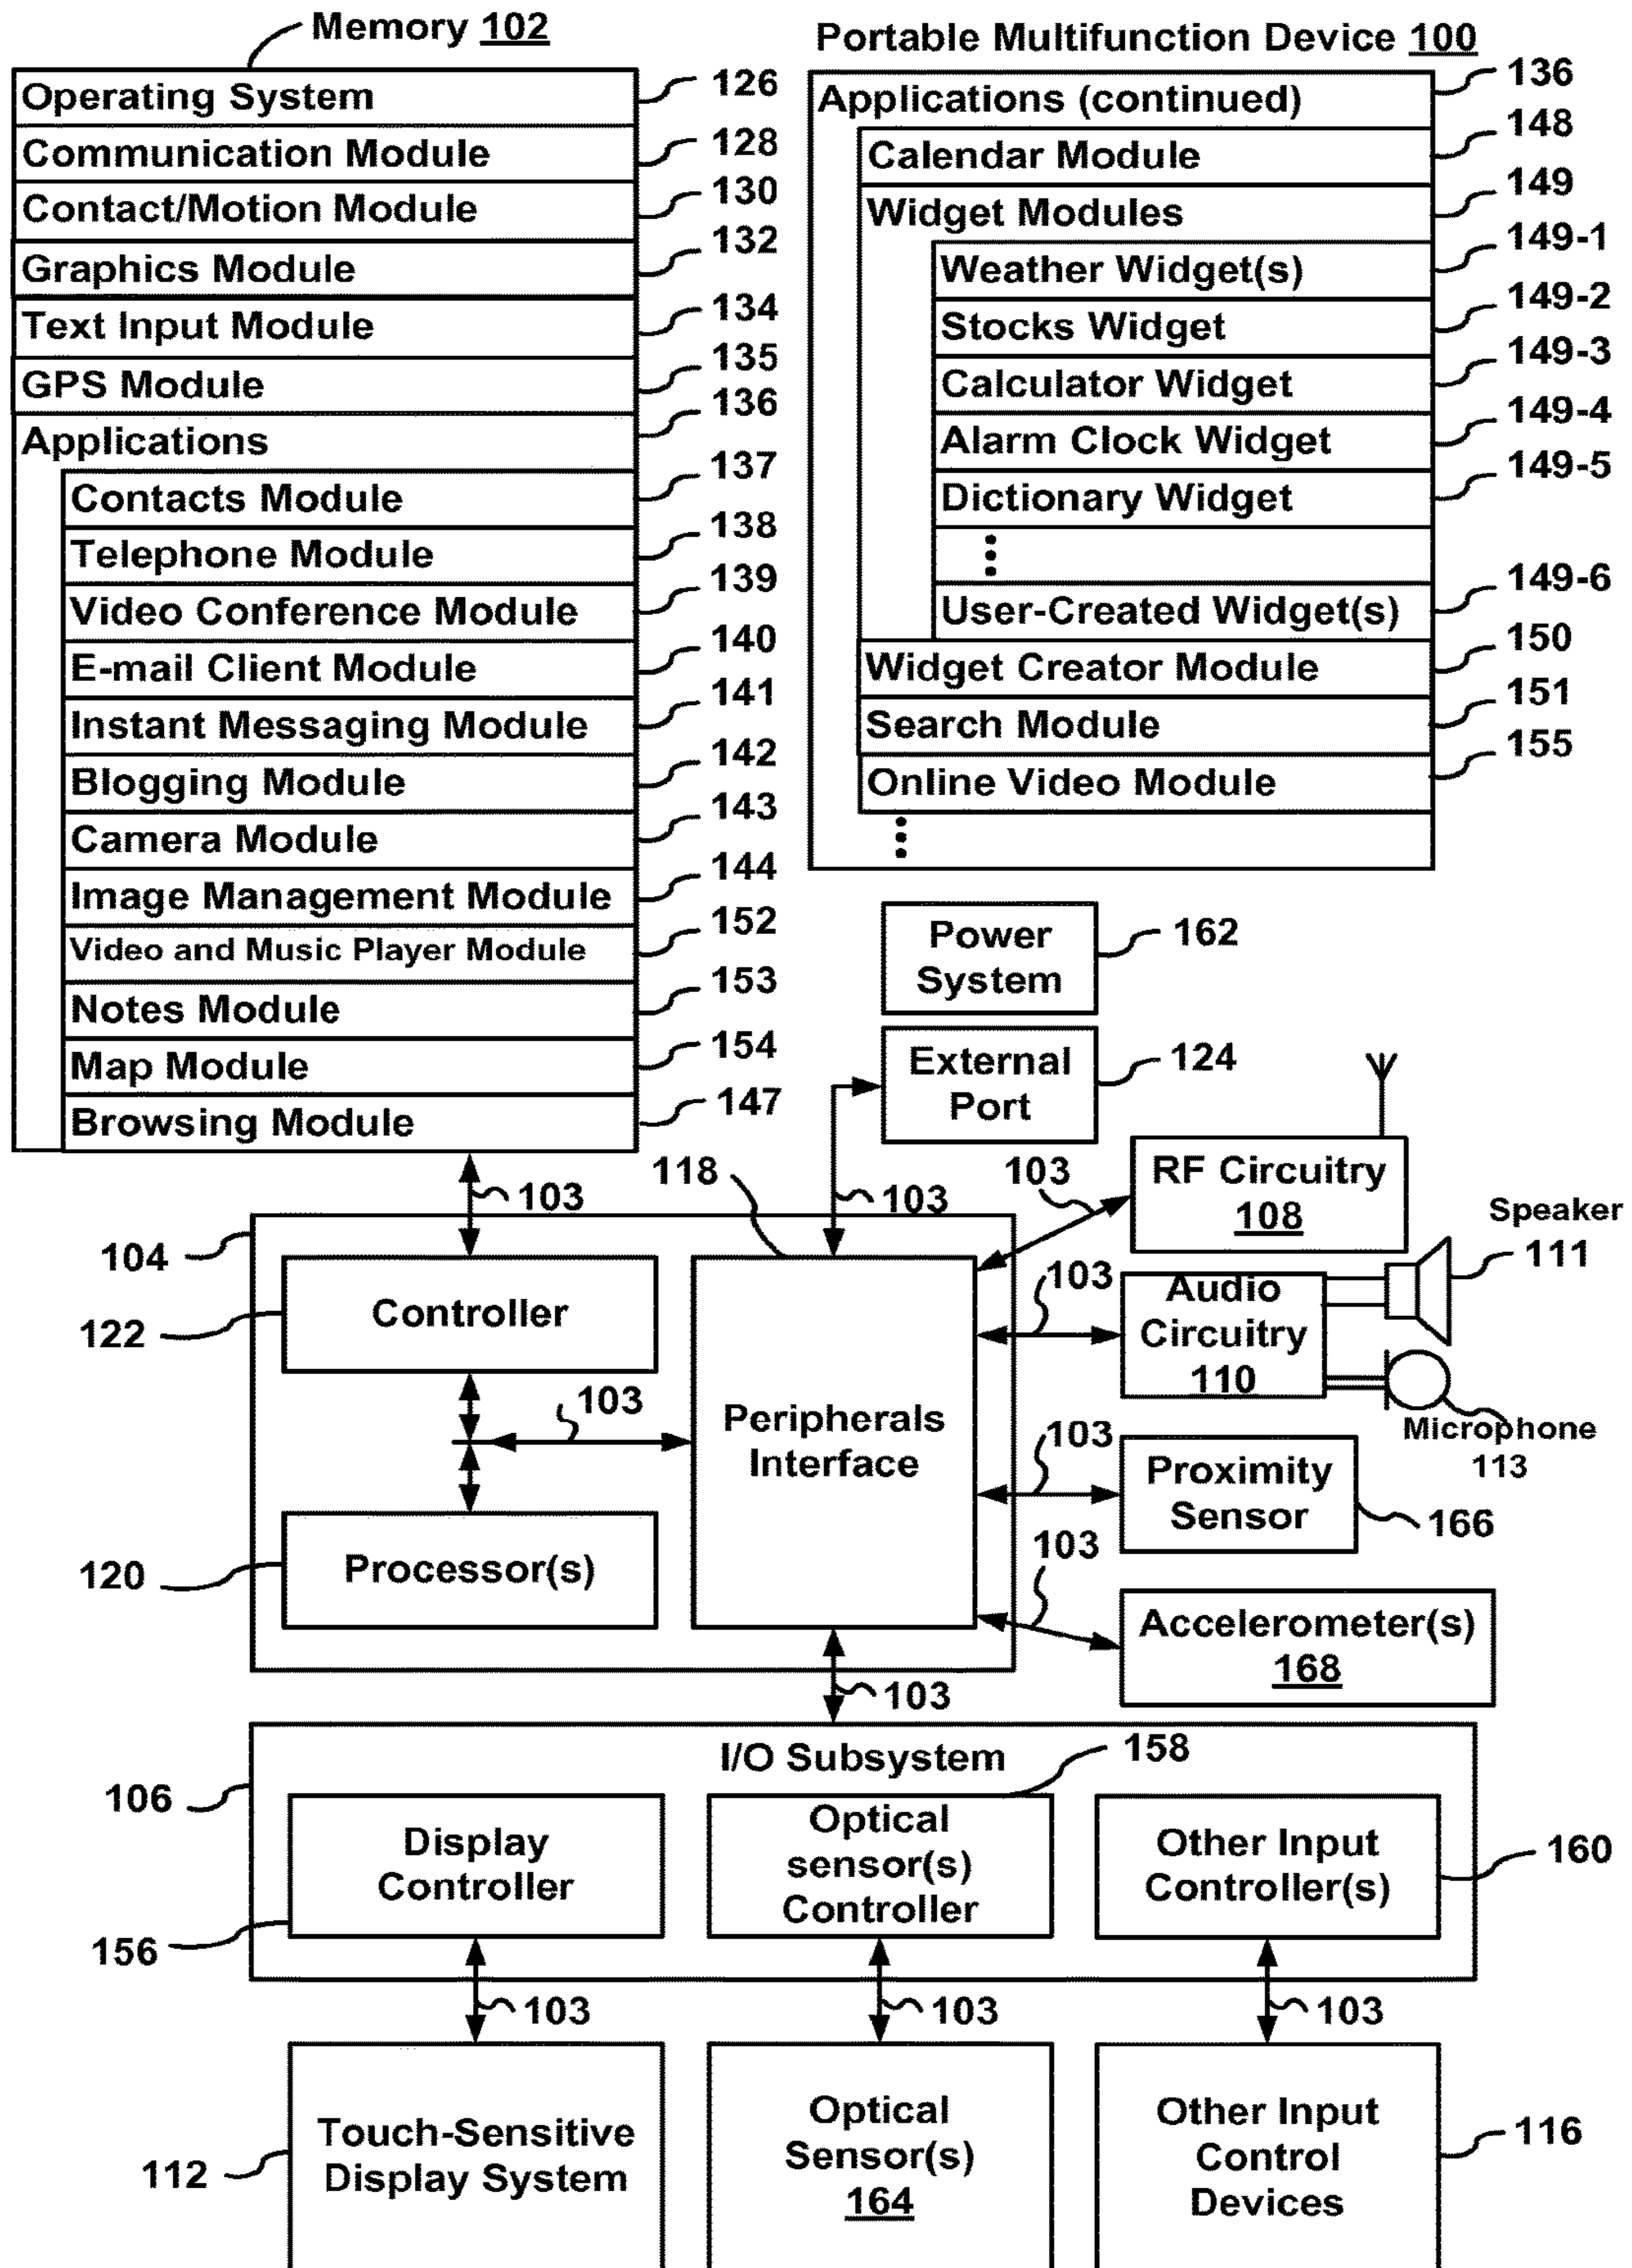 Memory 102
Operating System 126
Communication Module 128
Contact/Motion Module 130
Graphics Module 132
Text Input Module 134
GPS Module 135
Applications 136
Contacts Module 137
Telephone Module 138
Video Conference Module 139
E-mail Client Module 140
Instant Messaging Module 141
Blogging Module 142
Camera Module 143
Image Management Module 144
Video and Music Player Module 152
Notes Module 153
Map Module 154
Browsing Module 147
Portable Multifunction Device 100
Applications (continued) 136
Calendar Module 148
Widget Modules 149
Weather Widget(s) 149-1
Stocks Widget 149-2
Calculator Widget 149-3
Alarm Clock Widget 149-4
Dictionary Widget 149-5
User-Created Widget(s) 149-6
Widget Creator Module 150
Search Module 151
Online Video Module 155
Power
System
162
External
Port
124
103
118
103
103
RF Circuitry
108
Speaker
111
104
Controller
122
103
Audio
Circuitry
110
Microphone
113
103
Peripherals
Interface
103
Proximity
Sensor
166
Processor(s)
120
103
Accelerometer(s)
168
103
I/O Subsystem
158
106
Display
Controller
156
Optical
sensor(s)
Controller
Other Input
Controller(s)
160
103
103
103
Touch-Sensitive
Display System
112
Optical
Sensor(s)
164
Other Input
Control
Devices
116